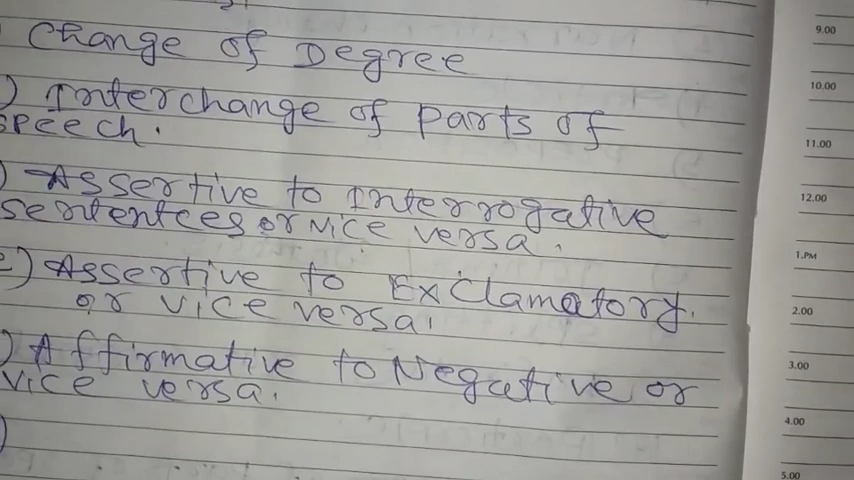 Change of Degree
) Interchange of parts of
speech.
) Assertive to Interrogative
sententces or vice versa.
e) Assertive to Exclamatory.
or vice versa.
) Affirmative to Negative or
vice versa.
)
9.00
10.00
11.00
12.00
1.PM
2.00
3.00
4.00
5.00